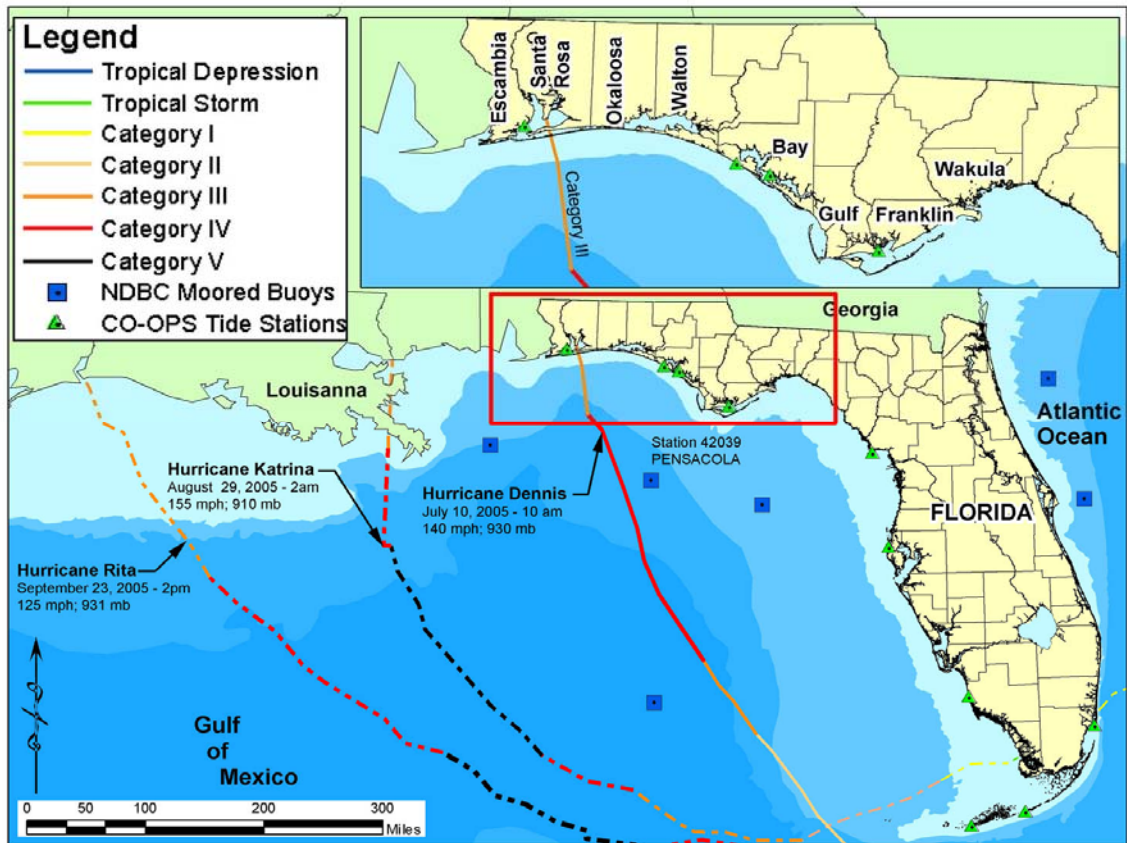 Legend
Tropical Depression
Tropical Storm
Category I
Category II
Category III
Category IV
Category V
NDBC Moored Buoys
CO-OPS Tide Stations
Escambia
Santa
Rosa
Okaloosa
Walton
Bay
Gulf
Franklin
Wakula
Category III
Georgia
Louisanna
Atlantic
Ocean
Station 42039
PENSACOLA
Hurricane Katrina
August 29, 2005 - 2am
155 mph; 910 mb
Hurricane Dennis
July 10, 2005 - 10 am
140 mph; 930 mb
FLORIDA
Hurricane Rita
September 23, 2005 - 2pm
125 mph; 931 mb
Gulf
of
Mexico
0 50 100 200 300
Miles